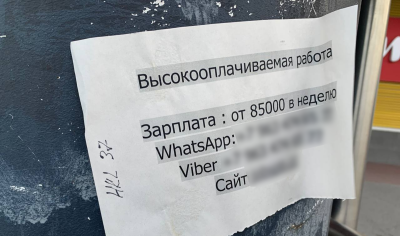 Высокооплачиваемая работа
Зарплата : от 85000 в неделю
WhatsApp:
Viber
Сайт